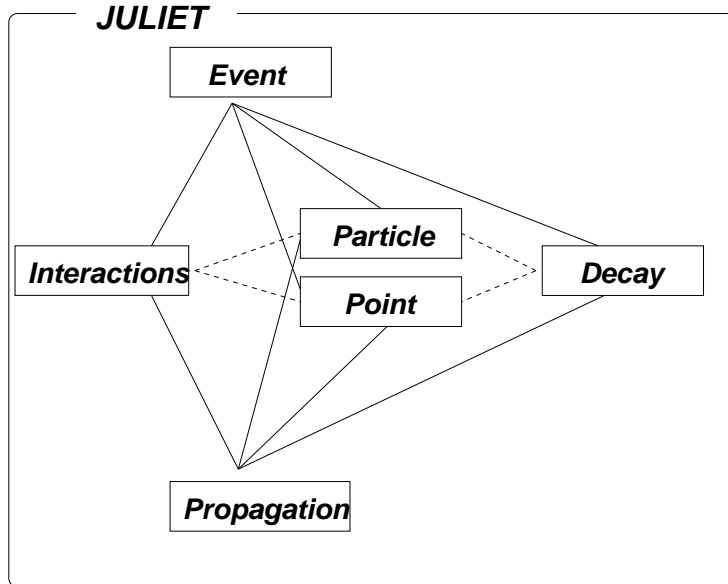 JULIET
Event
Particle
Interactions
Decay
Point
Propagation